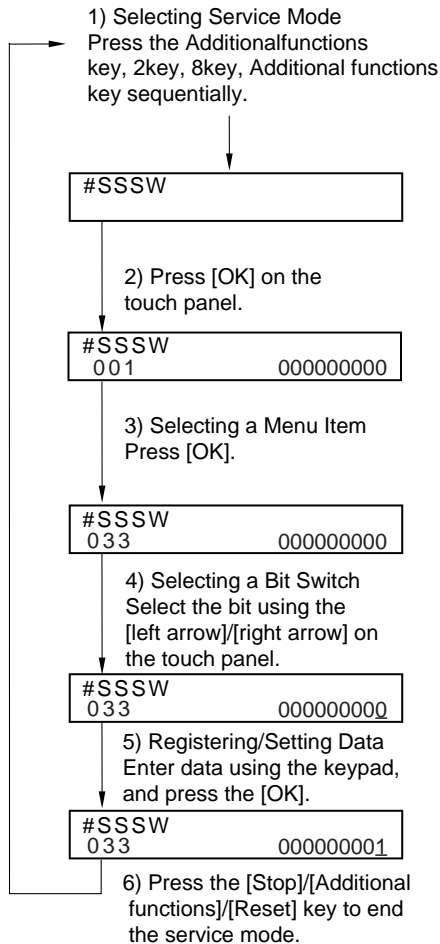 1) Selecting Service Mode
Press the Additionalfunctions
key, 2key, 8key, Additional functions
key sequentially.
#SSSW
2) Press [OK] on the
touch panel.
#SSSW
001 000000000
3) Selecting a Menu Item
Press [OK].
#SSSW
033 000000000
4) Selecting a Bit Switch
Select the bit using the
[left arrow]/[right arrow] on
the touch panel.
#SSSW
033 000000000
5) Registering/Setting Data
Enter data using the keypad,
and press the [OK].
#SSSW
033 000000001
6) Press the [Stop]/[Additional
functions]/[Reset] key to end
the service mode.